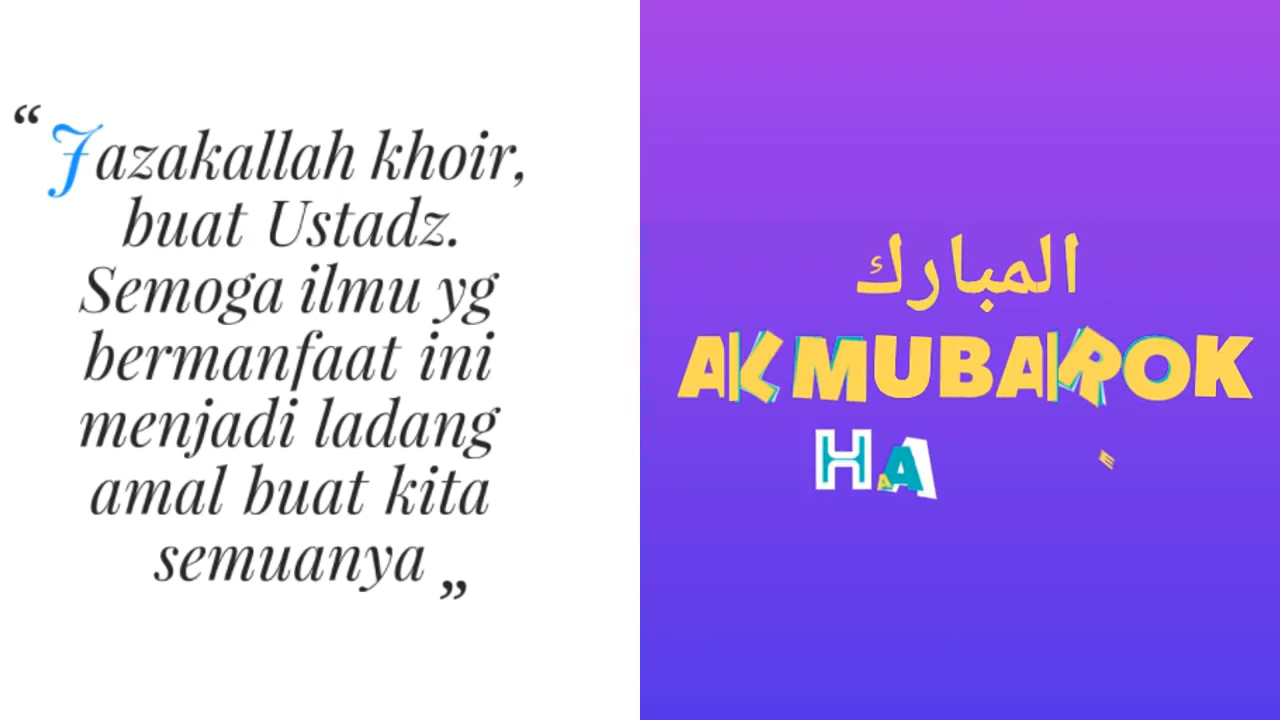 “Jazakallah khoir,
buat Ustadz.
Semoga ilmu yg
bermanfaat ini
menjadi ladang
amal buat kita
semuanya”
المبارك
AL MUBAROK